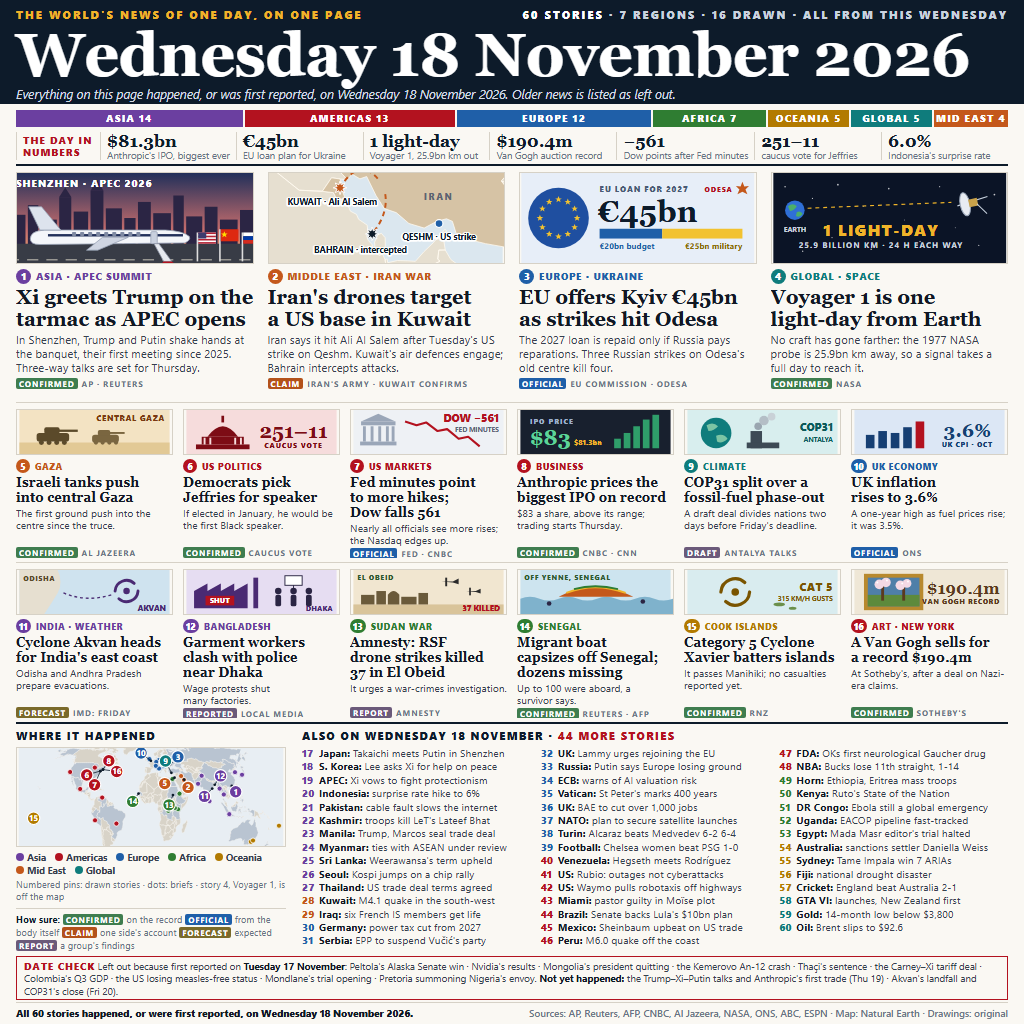 THE WORLD'S NEWS OF ONE DAY, ON ONE PAGE
60 STORIES · 7 REGIONS · 16 DRAWN · ALL FROM THIS WEDNESDAY
Wednesday 18 November 2026
Everything on this page happened, or was first reported, on Wednesday 18 November 2026. Older news is listed as left out.
ASIA 14
AMERICAS 13
EUROPE 12
AFRICA 7
OCEANIA 5
GLOBAL 5
MID EAST 4
THE DAY IN
NUMBERS
$81.3bn
Anthropic's IPO, biggest ever
€45bn
EU loan plan for Ukraine
1 light-day
Voyager 1, 25.9bn km out
$190.4m
Van Gogh auction record
−561
Dow points after Fed minutes
251–11
caucus vote for Jeffries
6.0%
Indonesia's surprise rate
SHENZHEN · APEC 2026
1 ASIA · APEC SUMMIT
Xi greets Trump on the
tarmac as APEC opens
In Shenzhen, Trump and Putin shake hands at
the banquet, their first meeting since 2025.
Three-way talks are set for Thursday.
CONFIRMED AP · REUTERS
KUWAIT · Ali Al Salem
IRAN
QESHM · US strike
BAHRAIN · intercepted
2 MIDDLE EAST · IRAN WAR
Iran's drones target
a US base in Kuwait
Iran says it hit Ali Al Salem after Tuesday's US
strike on Qeshm. Kuwait's air defences engage;
Bahrain intercepts attacks.
CLAIM IRAN'S ARMY · KUWAIT CONFIRMS
EU LOAN FOR 2027
ODESA
€45bn
€20bn budget
€25bn military
3 EUROPE · UKRAINE
EU offers Kyiv €45bn
as strikes hit Odesa
The 2027 loan is repaid only if Russia pays
reparations. Three Russian strikes on Odesa's
old centre kill four.
OFFICIAL EU COMMISSION · ODESA
EARTH
1 LIGHT-DAY
25.9 BILLION KM · 24 H EACH WAY
4 GLOBAL · SPACE
Voyager 1 is one
light-day from Earth
No craft has gone farther: the 1977 NASA
probe is 25.9bn km away, so a signal takes a
full day to reach it.
CONFIRMED NASA
CENTRAL GAZA
5 GAZA
Israeli tanks push
into central Gaza
The first ground push into the
centre since the truce.
CONFIRMED AL JAZEERA
251–11
CAUCUS VOTE
6 US POLITICS
Democrats pick
Jeffries for speaker
If elected in January, he would be
the first Black speaker.
CONFIRMED CAUCUS VOTE
DOW −561
FED MINUTES
7 US MARKETS
Fed minutes point
to more hikes;
Dow falls 561
Nearly all officials see more rises;
the Nasdaq edges up.
OFFICIAL FED · CNBC
IPO PRICE
$83 $81.3bn
8 BUSINESS
Anthropic prices the
biggest IPO on record
$83 a share, above its range;
trading starts Thursday.
CONFIRMED CNBC · CNN
COP31
ANTALYA
9 CLIMATE
COP31 split over a
fossil-fuel phase-out
A draft deal divides nations two
days before Friday's deadline.
DRAFT ANTALYA TALKS
3.6%
UK CPI · OCT
10 UK ECONOMY
UK inflation
rises to 3.6%
A one-year high as fuel prices rise;
it was 3.5%.
OFFICIAL ONS
ODISHA
AKVAN
11 INDIA · WEATHER
Cyclone Akvan heads
for India's east coast
Odisha and Andhra Pradesh
prepare evacuations.
FORECAST IMD: FRIDAY
SHUT
DHAKA
12 BANGLADESH
Garment workers
clash with police
near Dhaka
Wage protests shut
many factories.
REPORTED LOCAL MEDIA
EL OBEID
37 KILLED
13 SUDAN WAR
Amnesty: RSF
drone strikes killed
37 in El Obeid
It urges a war-crimes investigation.
REPORT AMNESTY
OFF YENNE, SENEGAL
14 SENEGAL
Migrant boat
capsizes off Senegal;
dozens missing
Up to 100 were aboard, a
survivor says.
CONFIRMED REUTERS · AFP
CAT 5
315 KM/H GUSTS
15 COOK ISLANDS
Category 5 Cyclone
Xavier batters islands
It passes Manihiki; no casualties
reported yet.
CONFIRMED RNZ
$190.4m
VAN GOGH RECORD
16 ART · NEW YORK
A Van Gogh sells for
a record $190.4m
At Sotheby's, after a deal on Nazi-
era claims.
CONFIRMED SOTHEBY'S
WHERE IT HAPPENED
10
3
8
9
6
16
7
5
2
12
11
1
14
13
15
Asia Americas Europe Africa Oceania
Mid East Global
Numbered pins: drawn stories · dots: briefs · story 4, Voyager 1, is
off the map
How sure: CONFIRMED on the record OFFICIAL from the
body itself CLAIM one side's account FORECAST expected
REPORT a group's findings
ALSO ON WEDNESDAY 18 NOVEMBER · 44 MORE STORIES
17 Japan: Takaichi meets Putin in Shenzhen
18 S. Korea: Lee asks Xi for help on peace
19 APEC: Xi vows to fight protectionism
20 Indonesia: surprise rate hike to 6%
21 Pakistan: cable fault slows the internet
22 Kashmir: troops kill LeT's Lateef Bhat
23 Manila: Trump, Marcos seal trade deal
24 Myanmar: ties with ASEAN under review
25 Sri Lanka: Weerawansa's term upheld
26 Seoul: Kospi jumps on a chip rally
27 Thailand: US trade deal terms agreed
28 Kuwait: M4.1 quake in the south-west
29 Iraq: six French IS members get life
30 Germany: power tax cut from 2027
31 Serbia: EPP to suspend Vučić's party
32 UK: Lammy urges rejoining the EU
33 Russia: Putin says Europe losing ground
34 ECB: warns of AI valuation risk
35 Vatican: St Peter's marks 400 years
36 UK: BAE to cut over 1,000 jobs
37 NATO: plan to secure satellite launches
38 Turin: Alcaraz beats Medvedev 6-2 6-4
39 Football: Chelsea women beat PSG 1-0
40 Venezuela: Hegseth meets Rodríguez
41 US: Rubio: outages not cyberattacks
42 US: Waymo pulls robotaxis off highways
43 Miami: pastor guilty in Moïse plot
44 Brazil: Senate backs Lula's $10bn plan
45 Mexico: Sheinbaum upbeat on US trade
46 Peru: M6.0 quake off the coast
47 FDA: OKs first neurological Gaucher drug
48 NBA: Bucks lose 11th straight, 1-14
49 Horn: Ethiopia, Eritrea mass troops
50 Kenya: Ruto's State of the Nation
51 DR Congo: Ebola still a global emergency
52 Uganda: EACOP pipeline fast-tracked
53 Egypt: Mada Masr editor's trial halted
54 Australia: sanctions settler Daniella Weiss
55 Sydney: Tame Impala win 7 ARIAs
56 Fiji: national drought disaster
57 Cricket: England beat Australia 2-1
58 GTA VI: launches, New Zealand first
59 Gold: 14-month low below $3,800
60 Oil: Brent slips to $92.6
DATE CHECK Left out because first reported on Tuesday 17 November: Peltola's Alaska Senate win · Nvidia's results · Mongolia's president quitting · the Kemerovo An-12 crash · Thaçi's sentence · the Carney–Xi tariff deal ·
Colombia's Q3 GDP · the US losing measles-free status · Mondlane's trial opening · Pretoria summoning Nigeria's envoy. Not yet happened: the Trump–Xi–Putin talks and Anthropic's first trade (Thu 19) · Akvan's landfall and
COP31's close (Fri 20).
All 60 stories happened, or were first reported, on Wednesday 18 November 2026.
Sources: AP, Reuters, AFP, CNBC, Al Jazeera, NASA, ONS, ABC, ESPN · Map: Natural Earth · Drawings: original